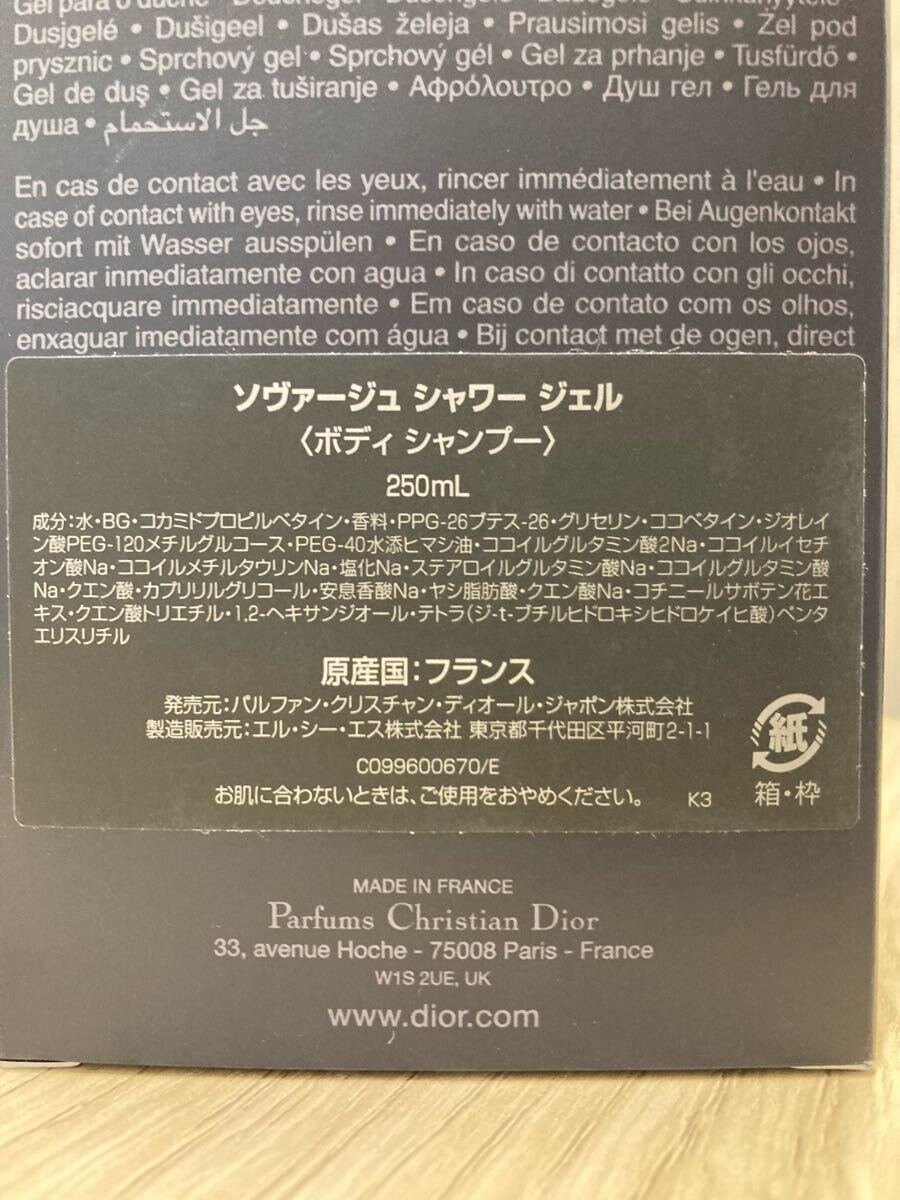 Gel para o duche • Duschgel •
Dusjgelé • Dušigeel • Dušas želeja • Prausimosi gelis • Żel pod
prysznic • Sprchový gel • Sprchový gél • Gel za prhanje • Tusfürdő •
Gel de duş • Gel za tuširanje • Αφρόλουτρο • Душ гел • Гель для
душа • جل الاستحمام
En cas de contact avec les yeux, rincer immédiatement à l'eau • In
case of contact with eyes, rinse immediately with water • Bei Augenkontakt
sofort mit Wasser ausspülen • En caso de contacto con los ojos,
aclarar inmediatamente con agua • In caso di contatto con gli occhi,
risciacquare immediatamente • Em caso de contato com os olhos,
enxaguar imediatamente com água • Bij contact met de ogen, direct
ソヴァージュ シャワー ジェル
〈ボディ シャンプー〉
250mL
成分:水・BG・コカミドプロピルベタイン・香料・PPG-26ブテス-26・グリセリン・ココベタイン・ジオレイ
ン酸PEG-120メチルグルコース・PEG-40水添ヒマシ油・ココイルグルタミン酸2Na・ココイルイセチ
オン酸Na・ココイルメチルタウリンNa・塩化Na・ステアロイルグルタミン酸Na・ココイルグルタミン酸
Na・クエン酸・カプリリルグリコール・安息香酸Na・ヤシ脂肪酸・クエン酸Na・コチニールサボテン花エ
キス・クエン酸トリエチル・1,2-ヘキサンジオール・テトラ(ジ-t-ブチルヒドロキシヒドロケイヒ酸)ペンタ
エリスリチル
原産国:フランス
発売元:パルファン・クリスチャン・ディオール・ジャポン株式会社
製造販売元:エル・シー・エス株式会社 東京都千代田区平河町2-1-1
紙
C099600670/E
お肌に合わないときは、ご使用をおやめください。 K3 箱・枠
MADE IN FRANCE
Parfums Christian Dior
33, avenue Hoche - 75008 Paris - France
W1S 2UE, UK
www.dior.com